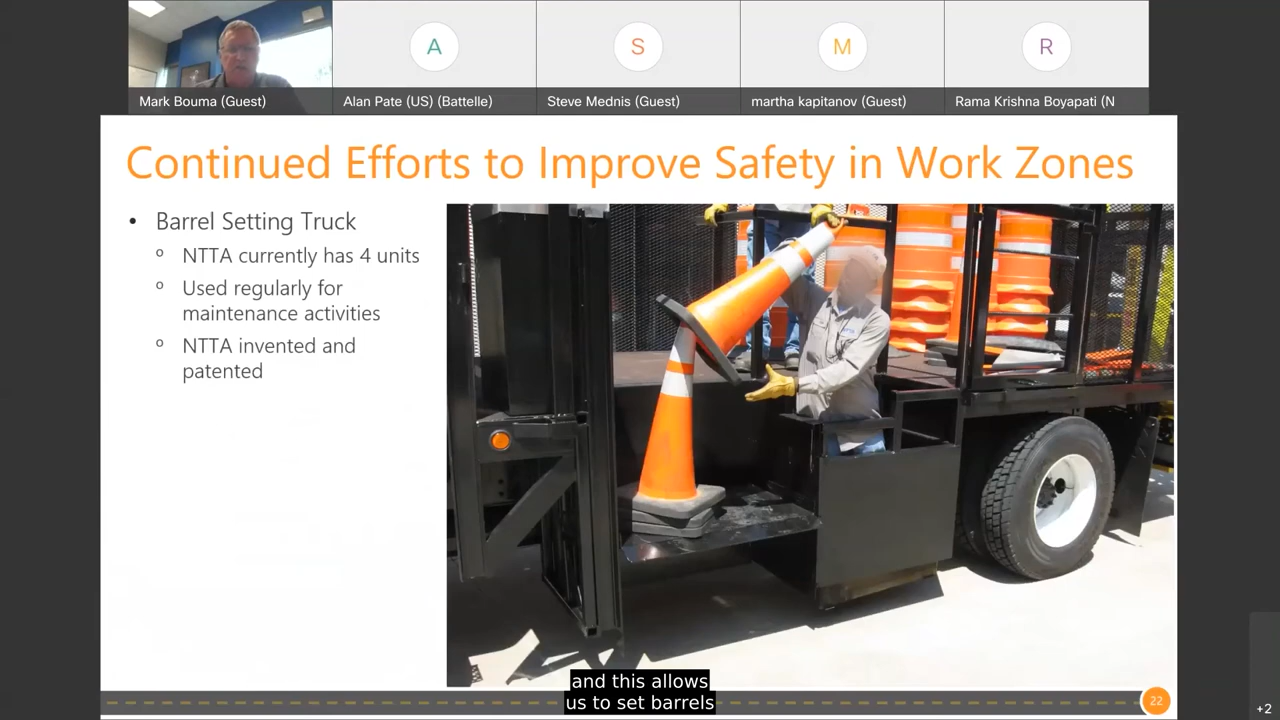 A
S
M
R
Mark Bouma (Guest)
Alan Pate (US) (Battelle)
Steve Mednis (Guest)
martha kapitanov (Guest)
Rama Krishna Boyapati (N
Continued Efforts to Improve Safety in Work Zones
• Barrel Setting Truck
o NTTA currently has 4 units
o Used regularly for
maintenance activities
o NTTA invented and
patented
and this allows
us to set barrels
22
+2